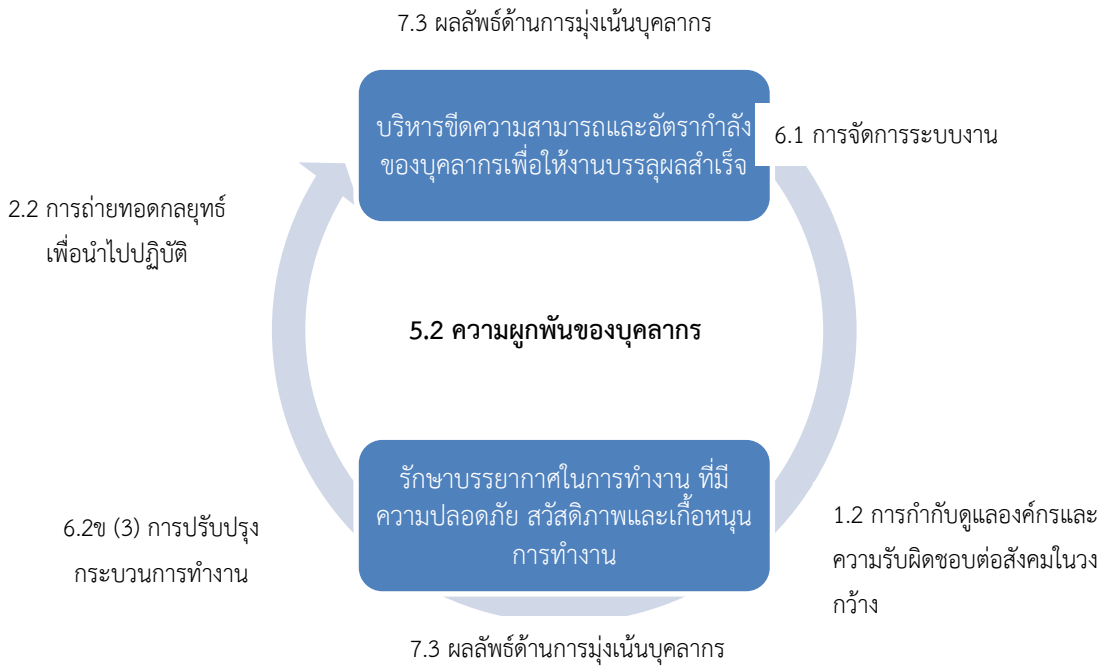 7.3 ผลลัพธ์ด้านการมุ่งเน้นบุคลากร
บริหารขีดความสามารถและอัตรากำลัง
ของบุคลากรเพื่อให้งานบรรลุผลสำเร็จ
6.1 การจัดการระบบงาน
2.2 การถ่ายทอดกลยุทธ์
เพื่อนำไปปฏิบัติ
5.2 ความผูกพันของบุคลากร
รักษาบรรยากาศในการทำงาน ที่มี
ความปลอดภัย สวัสดิภาพและเกื้อหนุน
การทำงาน
6.2ข (3) การปรับปรุง
กระบวนการทำงาน
1.2 การกำกับดูแลองค์กรและ
ความรับผิดชอบต่อสังคมในวง
กว้าง
7.3 ผลลัพธ์ด้านการมุ่งเน้นบุคลากร